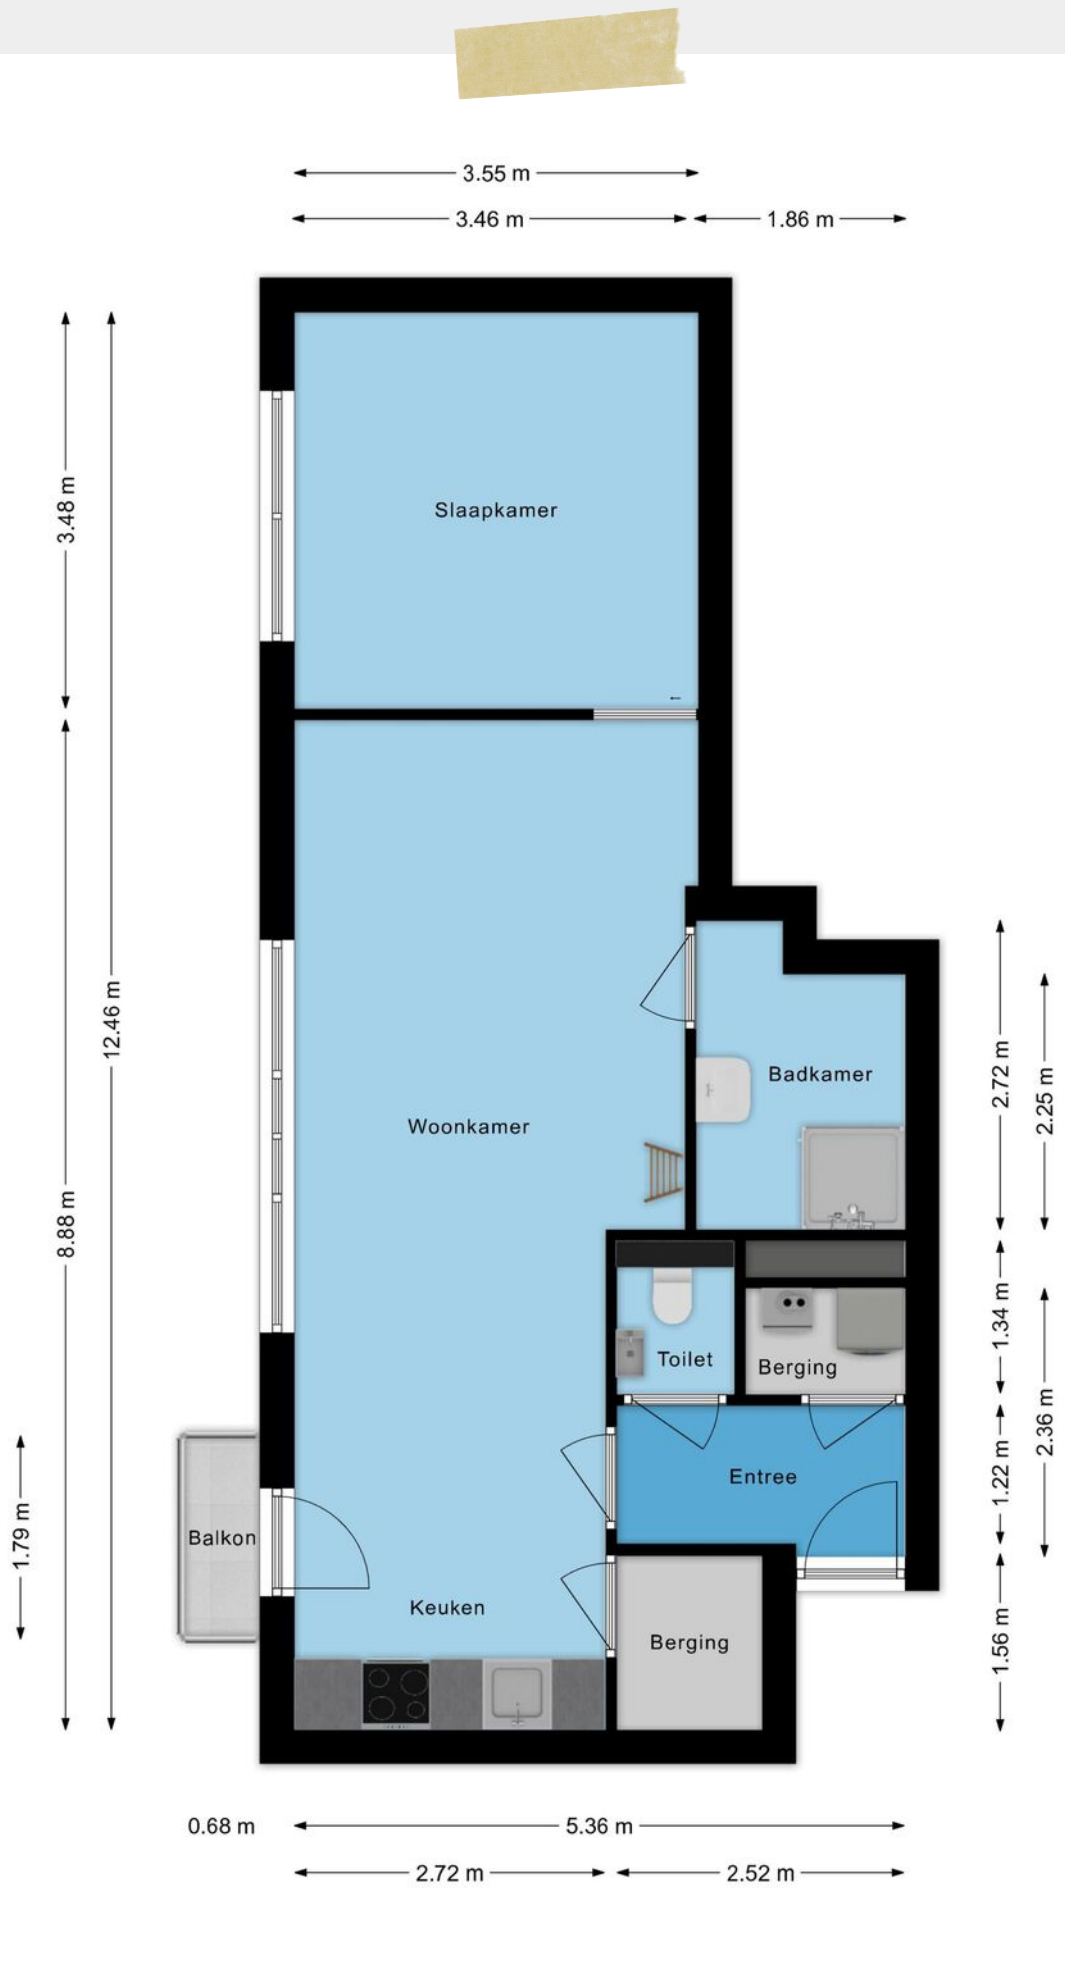 3.55 m
3.46 m
1.86 m
Slaapkamer
3.48 m
12.46 m
2.72 m
2.25 m
Badkamer
Woonkamer
8.88 m
1.34 m
Toilet
Berging
2.36 m
Entree
1.22 m
1.79 m
Balkon
Keuken
Berging
1.56 m
0.68 m
5.36 m
2.72 m
2.52 m